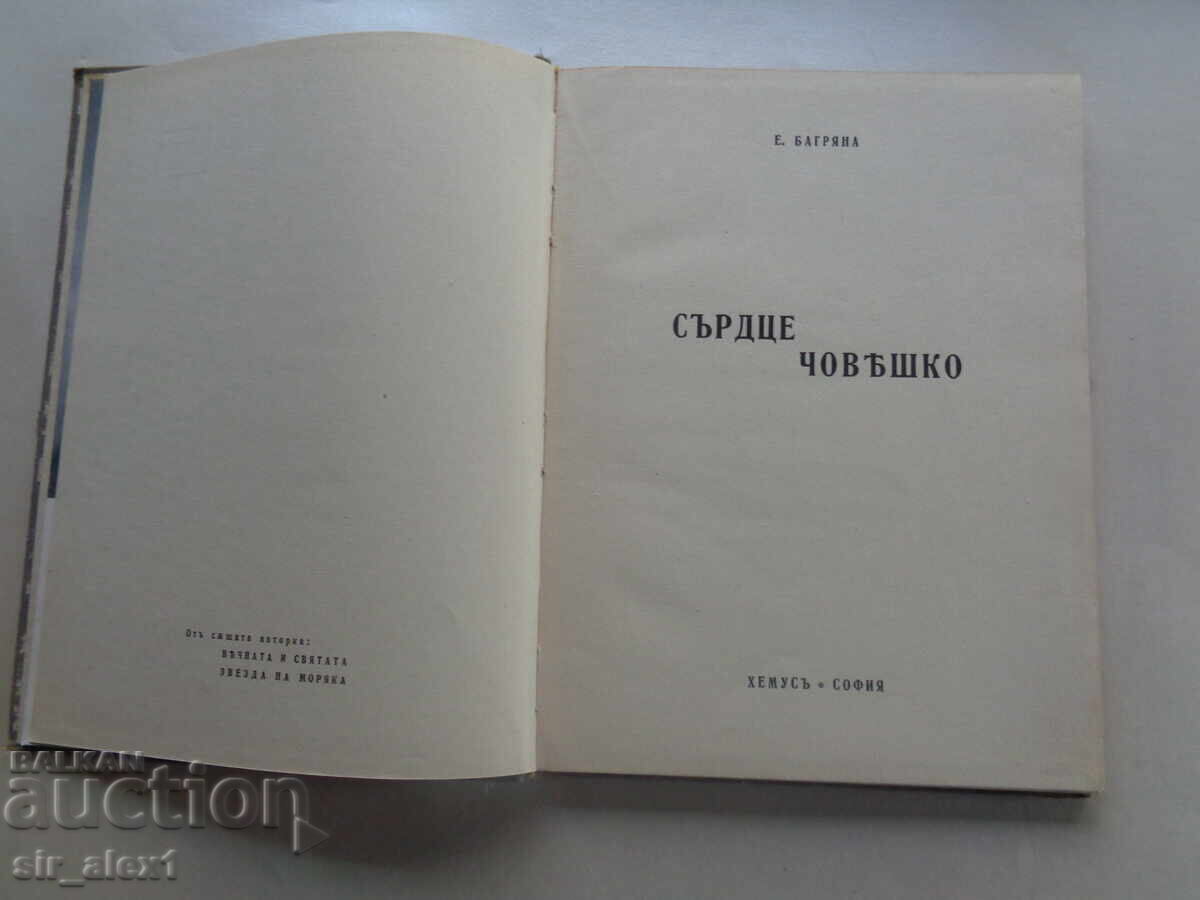 Отъ сѫщата авторка:
ВѢЧНАТА И СВЯТАТА
ЗВЕЗДА НА МОРЯКА
Е. БАГРЯНА
СЪРДЦЕ
ЧОВѢШКО
ХЕМУСЪ • СОФИЯ
BALKAN
auction
sir_alex1